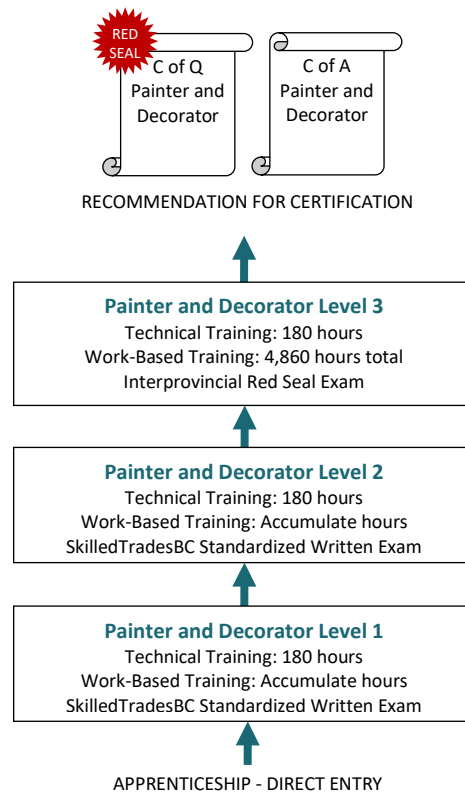 RED
SEAL
C of Q
Painter and
Decorator
C of A
Painter and
Decorator
RECOMMENDATION FOR CERTIFICATION
Painter and Decorator Level 3
Technical Training: 180 hours
Work-Based Training: 4,860 hours total
Interprovincial Red Seal Exam
Painter and Decorator Level 2
Technical Training: 180 hours
Work-Based Training: Accumulate hours
SkilledTradesBC Standardized Written Exam
Painter and Decorator Level 1
Technical Training: 180 hours
Work-Based Training: Accumulate hours
SkilledTradesBC Standardized Written Exam
APPRENTICESHIP - DIRECT ENTRY